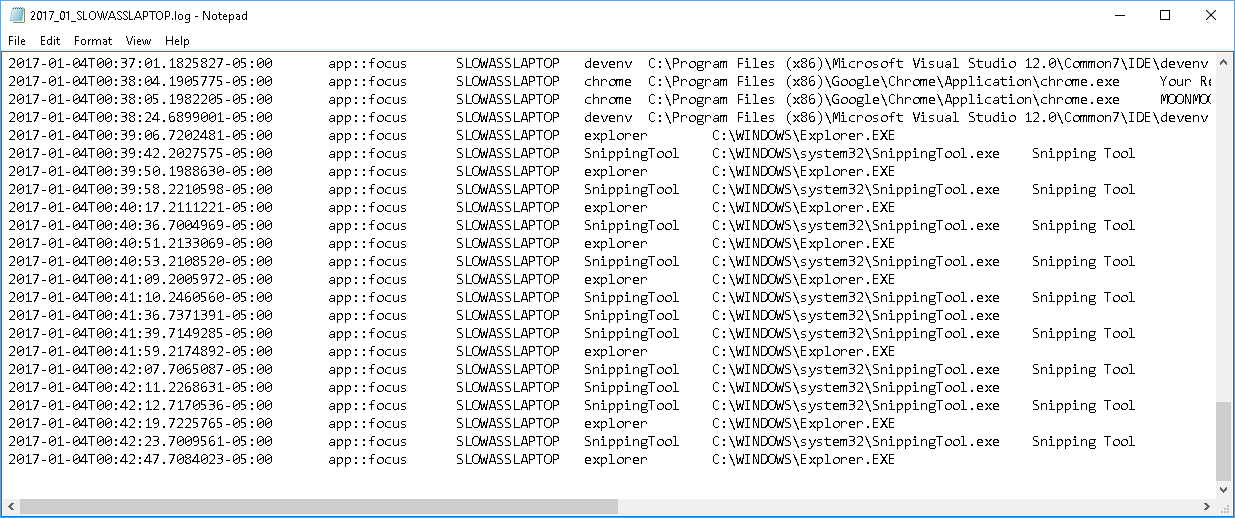 2017_01_SLOWASSLAPTOP.log - Notepad
File Edit Format View Help
2017-01-04T00:37:01.1825827-05:00 app::focus SLOWASSLAPTOP devenv C:\Program Files (x86)\Microsoft Visual Studio 12.0\Common7\IDE\devenv
2017-01-04T00:38:04.1905775-05:00 app::focus SLOWASSLAPTOP chrome C:\Program Files (x86)\Google\Chrome\Application\chrome.exe Your Re
2017-01-04T00:38:05.1982205-05:00 app::focus SLOWASSLAPTOP chrome C:\Program Files (x86)\Google\Chrome\Application\chrome.exe MOONMOO
2017-01-04T00:38:24.6899001-05:00 app::focus SLOWASSLAPTOP devenv C:\Program Files (x86)\Microsoft Visual Studio 12.0\Common7\IDE\devenv
2017-01-04T00:39:06.7202481-05:00 app::focus SLOWASSLAPTOP explorer C:\WINDOWS\Explorer.EXE
2017-01-04T00:39:42.2027575-05:00 app::focus SLOWASSLAPTOP SnippingTool C:\WINDOWS\system32\SnippingTool.exe Snipping Tool
2017-01-04T00:39:50.1988630-05:00 app::focus SLOWASSLAPTOP explorer C:\WINDOWS\Explorer.EXE
2017-01-04T00:39:58.2210598-05:00 app::focus SLOWASSLAPTOP SnippingTool C:\WINDOWS\system32\SnippingTool.exe Snipping Tool
2017-01-04T00:40:17.2111221-05:00 app::focus SLOWASSLAPTOP explorer C:\WINDOWS\Explorer.EXE
2017-01-04T00:40:36.7004969-05:00 app::focus SLOWASSLAPTOP SnippingTool C:\WINDOWS\system32\SnippingTool.exe Snipping Tool
2017-01-04T00:40:51.2133069-05:00 app::focus SLOWASSLAPTOP explorer C:\WINDOWS\Explorer.EXE
2017-01-04T00:40:53.2108520-05:00 app::focus SLOWASSLAPTOP SnippingTool C:\WINDOWS\system32\SnippingTool.exe Snipping Tool
2017-01-04T00:41:09.2005972-05:00 app::focus SLOWASSLAPTOP explorer C:\WINDOWS\Explorer.EXE
2017-01-04T00:41:10.2460560-05:00 app::focus SLOWASSLAPTOP SnippingTool C:\WINDOWS\system32\SnippingTool.exe Snipping Tool
2017-01-04T00:41:36.7371391-05:00 app::focus SLOWASSLAPTOP SnippingTool C:\WINDOWS\system32\SnippingTool.exe
2017-01-04T00:41:39.7149285-05:00 app::focus SLOWASSLAPTOP SnippingTool C:\WINDOWS\system32\SnippingTool.exe Snipping Tool
2017-01-04T00:41:59.2174892-05:00 app::focus SLOWASSLAPTOP explorer C:\WINDOWS\Explorer.EXE
2017-01-04T00:42:07.7065087-05:00 app::focus SLOWASSLAPTOP SnippingTool C:\WINDOWS\system32\SnippingTool.exe Snipping Tool
2017-01-04T00:42:11.2268631-05:00 app::focus SLOWASSLAPTOP SnippingTool C:\WINDOWS\system32\SnippingTool.exe
2017-01-04T00:42:12.7170536-05:00 app::focus SLOWASSLAPTOP SnippingTool C:\WINDOWS\system32\SnippingTool.exe Snipping Tool
2017-01-04T00:42:19.7225765-05:00 app::focus SLOWASSLAPTOP explorer C:\WINDOWS\Explorer.EXE
2017-01-04T00:42:23.7009561-05:00 app::focus SLOWASSLAPTOP SnippingTool C:\WINDOWS\system32\SnippingTool.exe Snipping Tool
2017-01-04T00:42:47.7084023-05:00 app::focus SLOWASSLAPTOP explorer C:\WINDOWS\Explorer.EXE